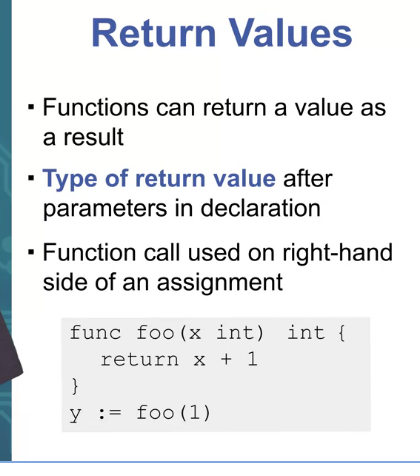 Return Values
▪ Functions can return a value as
a result
▪ Type of return value after
parameters in declaration
▪ Function call used on right-hand
side of an assignment
func foo(x int) int {
return x + 1
}
y := foo(1)